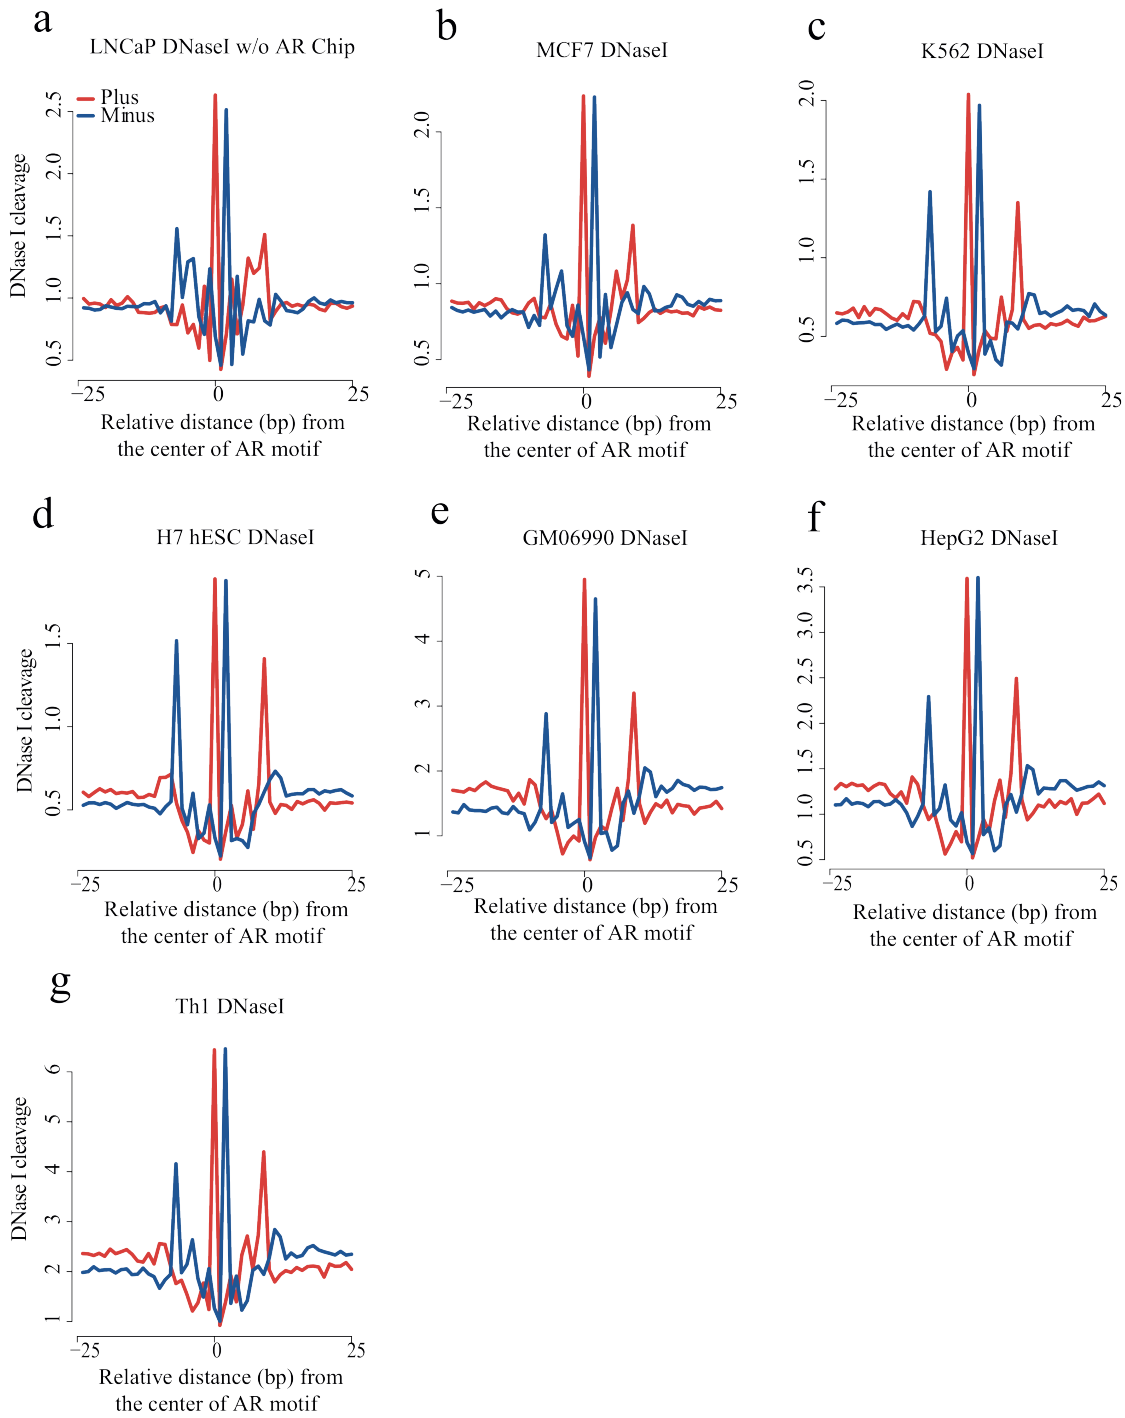 a
LNCaP DNaseI w/o AR Chip
Plus
Minus
DNase I cleavage
0.5 1.0 1.5 2.0 2.5
−25 0 25
Relative distance (bp) from
the center of AR motif
b
MCF7 DNaseI
0.5 1.0 1.5 2.0
−25 0 25
Relative distance (bp) from
the center of AR motif
c
K562 DNaseI
0.5 1.0 1.5 2.0
−25 0 25
Relative distance (bp) from
the center of AR motif
d
H7 hESC DNaseI
DNase I cleavage
0.5 1.0 1.5
−25 0 25
Relative distance (bp) from
the center of AR motif
e
GM06990 DNaseI
1 2 3 4 5
−25 0 25
Relative distance (bp) from
the center of AR motif
f
HepG2 DNaseI
0.5 1.0 1.5 2.0 2.5 3.0 3.5
−25 0 25
Relative distance (bp) from
the center of AR motif
g
Th1 DNaseI
DNase I cleavage
1 2 3 4 5 6
−25 0 25
Relative distance (bp) from
the center of AR motif